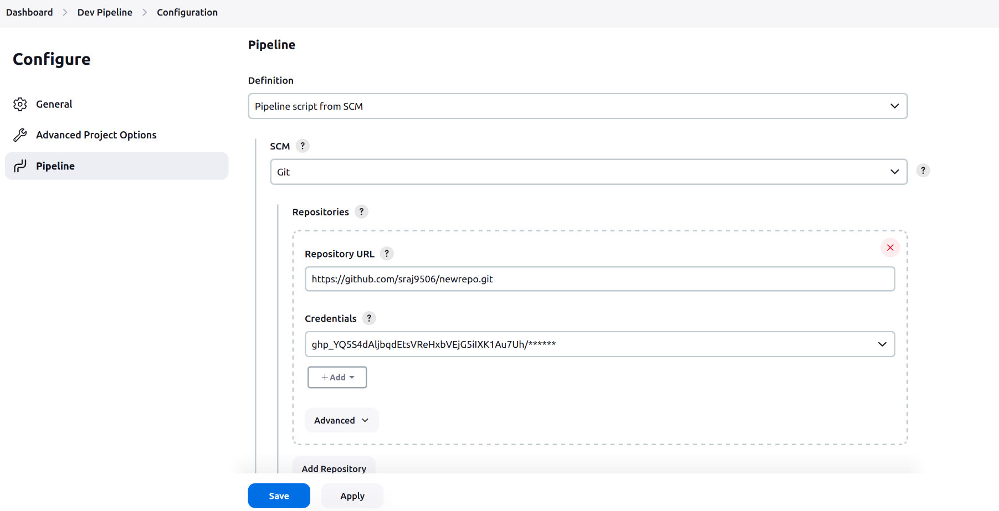 Dashboard > Dev Pipeline > Configuration
Configure
General
Advanced Project Options
Pipeline
Pipeline
Definition
Pipeline script from SCM
SCM ?
Git
?
Repositories ?
Repository URL ?
https://github.com/sraj9506/newrepo.git
Credentials ?
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/******
+ Add
Advanced
Add Repository
Save Apply